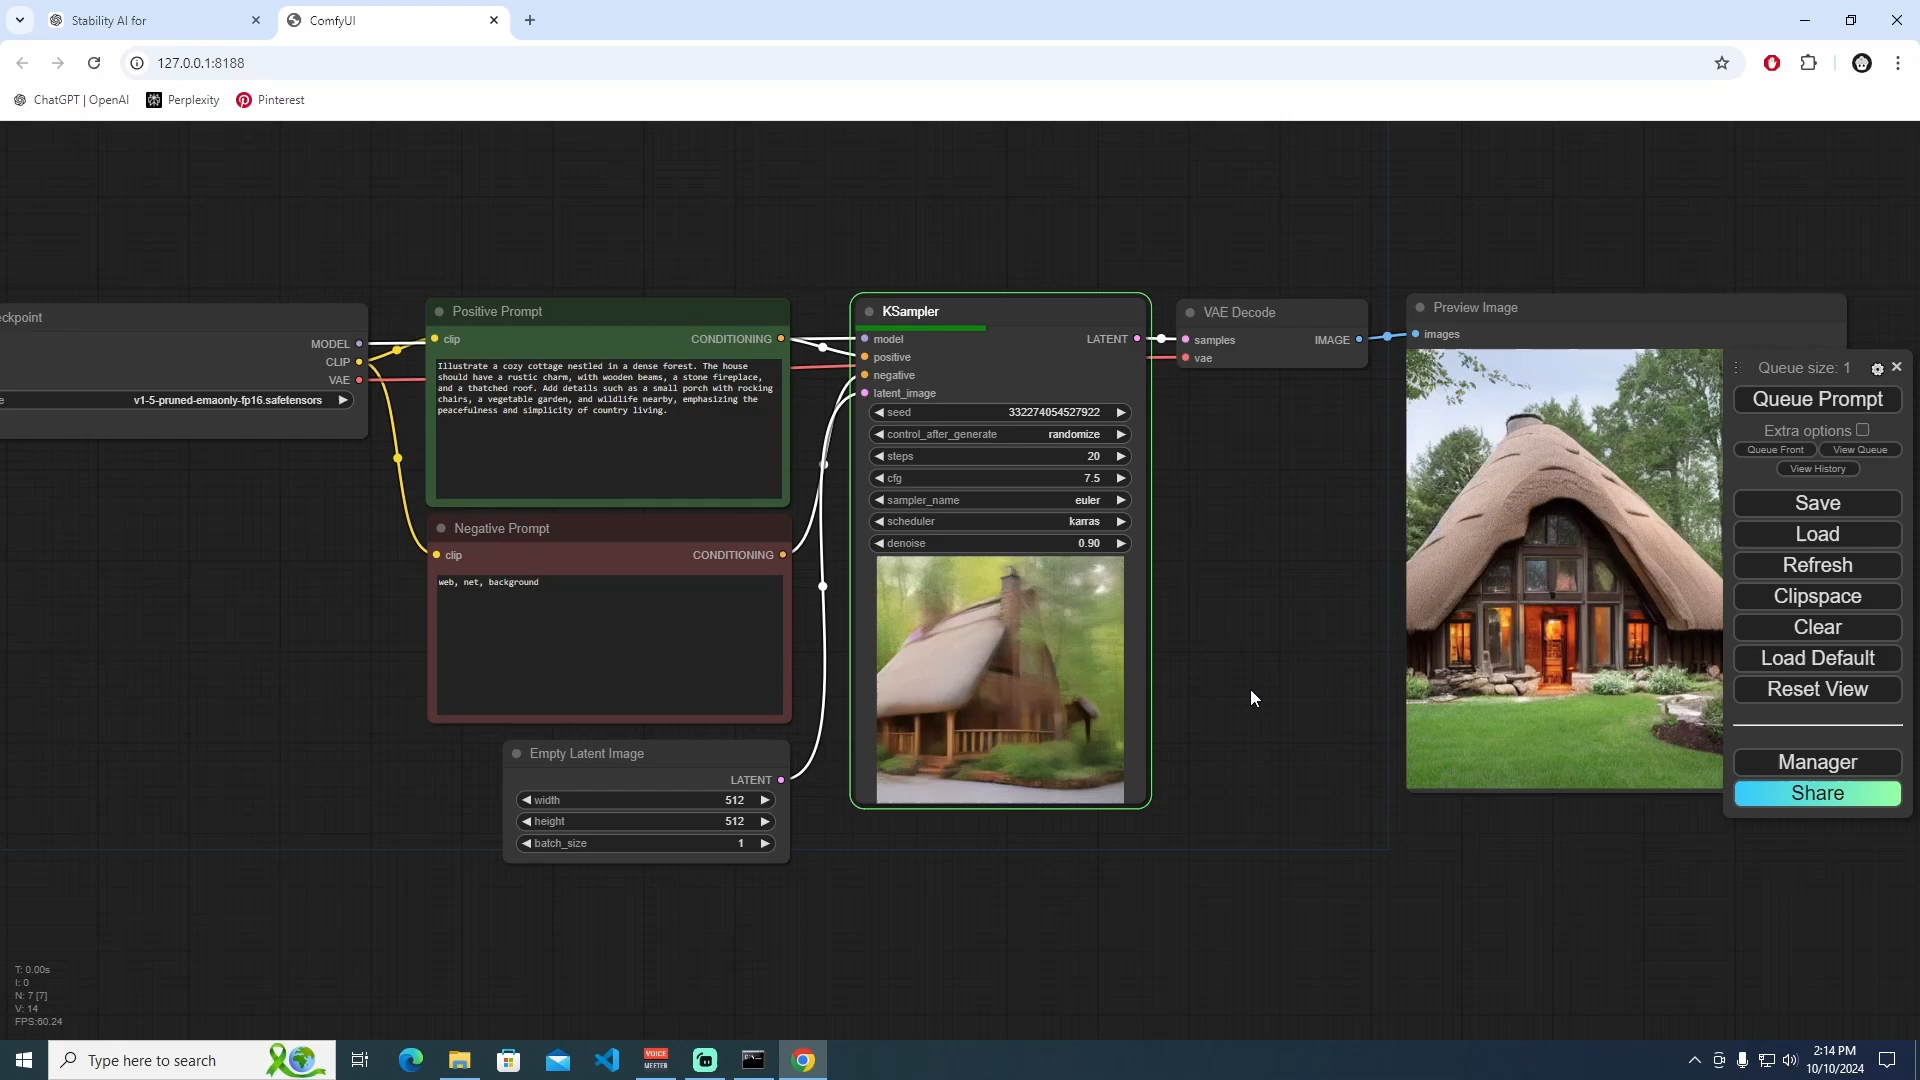 Stability AI for
ComfyUI
127.0.0.1:8188
ChatGPT | OpenAI
Perplexity
Pinterest
eckpoint
MODEL
CLIP
VAE
e
v1-5-pruned-emaonly-fp16.safetensors
Positive Prompt
clip
CONDITIONING
Illustrate a cozy cottage nestled in a dense forest. The house
should have a rustic charm, with wooden beams, a stone fireplace,
and a thatched roof. Add details such as a small porch with rocking
chairs, a vegetable garden, and wildlife nearby, emphasizing the
peacefulness and simplicity of country living.
Negative Prompt
clip
CONDITIONING
web, net, background
Empty Latent Image
LATENT
width 512
height 512
batch_size 1
KSampler
model
LATENT
positive
negative
latent_image
seed 332274054527922
control_after_generate randomize
steps 20
cfg 7.5
sampler_name euler
scheduler karras
denoise 0.90
VAE Decode
samples
IMAGE
vae
Preview Image
images
Queue size: 1
Queue Prompt
Extra options
Queue Front
View Queue
View History
Save
Load
Refresh
Clipspace
Clear
Load Default
Reset View
Manager
Share
T: 0.00s
I: 0
N: 7 [7]
V: 14
FPS:60.24
Type here to search
VOICE
MEETER
2:14 PM
10/10/2024